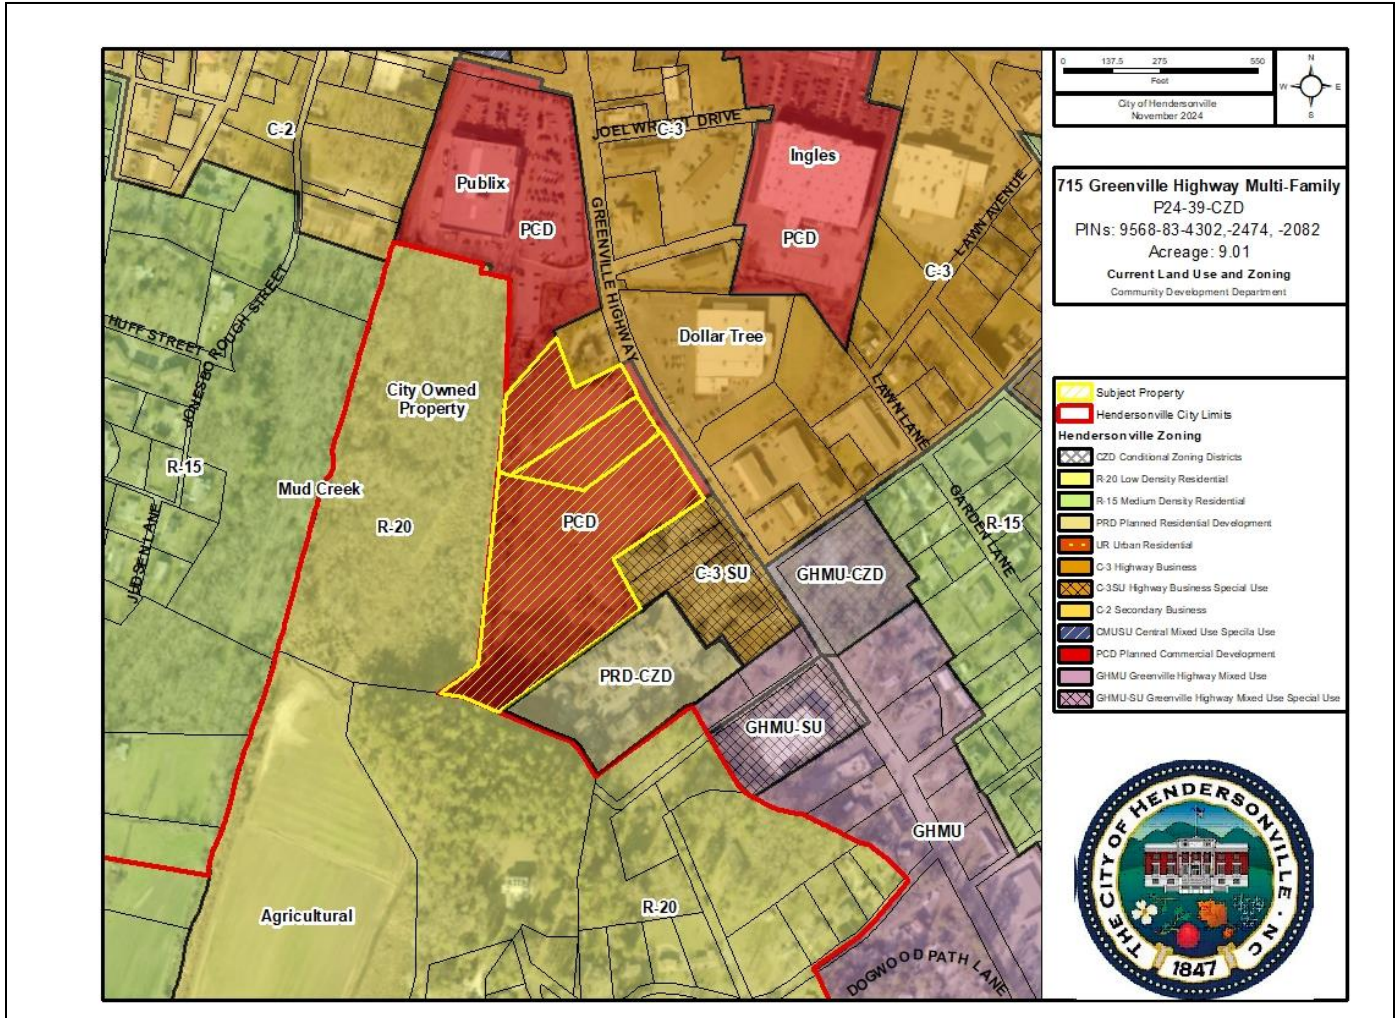 C-2
Publix
PCD
JOEL WRIGHT DRIVE
C-3
Ingles
PCD
LAWN AVENUE
C-3
GREENVILLE HIGHWAY
HUFF STREET
JONESBOROUGH STREET
City Owned
Property
Dollar Tree
LAWN LANE
R-15
Mud Creek
R-20
PCD
JUDSEN LANE
C-3 SU
GHMU-CZD
GARDEN LANE
R-15
PRD-CZD
GHMU-SU
GHMU
Agricultural
R-20
DOGWOOD PATH LANE
0 137.5 275 550
Feet
City of Hendersonville
November 2024
N
W E
S
715 Greenville Highway Multi-Family
P24-39-CZD
PINs: 9568-83-4302,-2474, -2082
Acreage: 9.01
Current Land Use and Zoning
Community Development Department
Subject Property
Hendersonville City Limits
Hendersonville Zoning
CZD Conditional Zoning Districts
R-20 Low Density Residential
R-15 Medium Density Residential
PRD Planned Residential Development
UR Urban Residential
C-3 Highway Business
C-3SU Highway Business Special Use
C-2 Secondary Business
CMUSU Central Mixed Use Specila Use
PCD Planned Commercial Development
GHMU Greenville Highway Mixed Use
GHMU-SU Greenville Highway Mixed Use Special Use
THE CITY OF HENDERSONVILLE · NC
1847